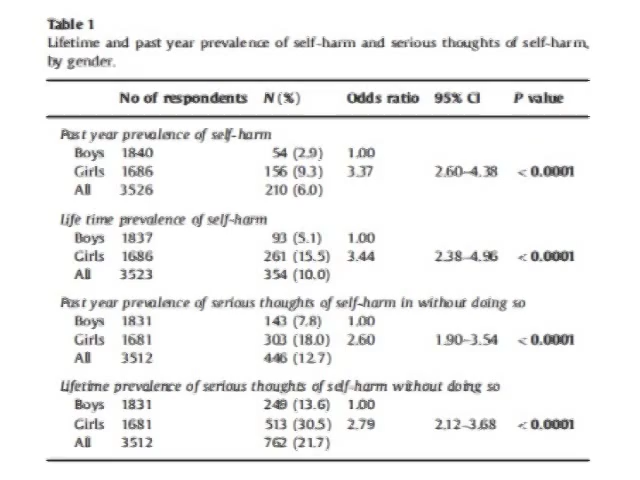 Table 1
Lifetime and past year prevalence of self-harm and serious thoughts of self-harm,
by gender.
No of respondents N (%) Odds ratio 95% CI P value
Past year prevalence of self-harm
Boys 1840 54 (2.9) 1.00
Girls 1686 156 (9.3) 3.37 2.60–4.38 < 0.0001
All 3526 210 (6.0)
Life time prevalence of self-harm
Boys 1837 93 (5.1) 1.00
Girls 1686 261 (15.5) 3.44 2.38–4.96 < 0.0001
All 3523 354 (10.0)
Past year prevalence of serious thoughts of self-harm in without doing so
Boys 1831 143 (7.8) 1.00
Girls 1681 303 (18.0) 2.60 1.90–3.54 < 0.0001
All 3512 446 (12.7)
Lifetime prevalence of serious thoughts of self-harm without doing so
Boys 1831 249 (13.6) 1.00
Girls 1681 513 (30.5) 2.79 2.12–3.68 < 0.0001
All 3512 762 (21.7)